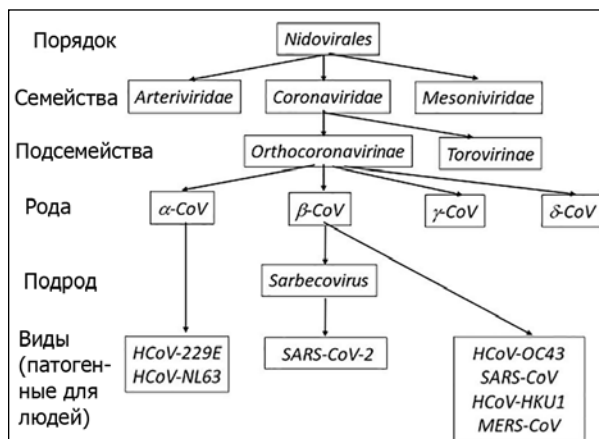 Порядок
Nidovirales
Семейства
Arteriviridae
Coronaviridae
Mesoniviridae
Подсемейства
Orthocoronavirinae
Torovirinae
Рода
α-CoV
β-CoV
γ-CoV
δ-CoV
Подрод
Sarbecovirus
Виды
(патоген-
ные для
людей)
HCoV-229E
HCoV-NL63
SARS-CoV-2
HCoV-OC43
SARS-CoV
HCoV-HKU1
MERS-CoV